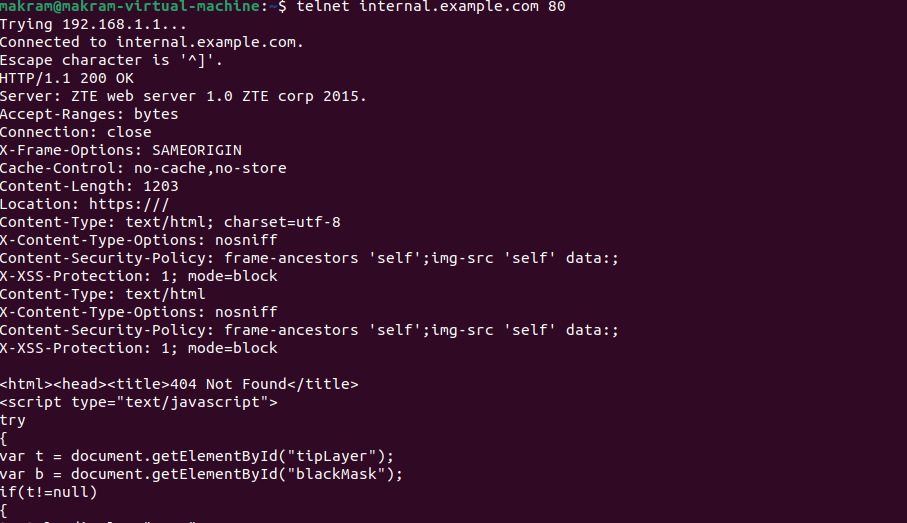 makram@makram-virtual-machine:~$ telnet internal.example.com 80
Trying 192.168.1.1...
Connected to internal.example.com.
Escape character is '^]'.
HTTP/1.1 200 OK
Server: ZTE web server 1.0 ZTE corp 2015.
Accept-Ranges: bytes
Connection: close
X-Frame-Options: SAMEORIGIN
Cache-Control: no-cache,no-store
Content-Length: 1203
Location: https:///
Content-Type: text/html; charset=utf-8
X-Content-Type-Options: nosniff
Content-Security-Policy: frame-ancestors 'self';img-src 'self' data:;
X-XSS-Protection: 1; mode=block
Content-Type: text/html
X-Content-Type-Options: nosniff
Content-Security-Policy: frame-ancestors 'self';img-src 'self' data:;
X-XSS-Protection: 1; mode=block
<html><head><title>404 Not Found</title>
<script type="text/javascript">
try
{
var t = document.getElementById("tipLayer");
var b = document.getElementById("blackMask");
if(t!=null)
{